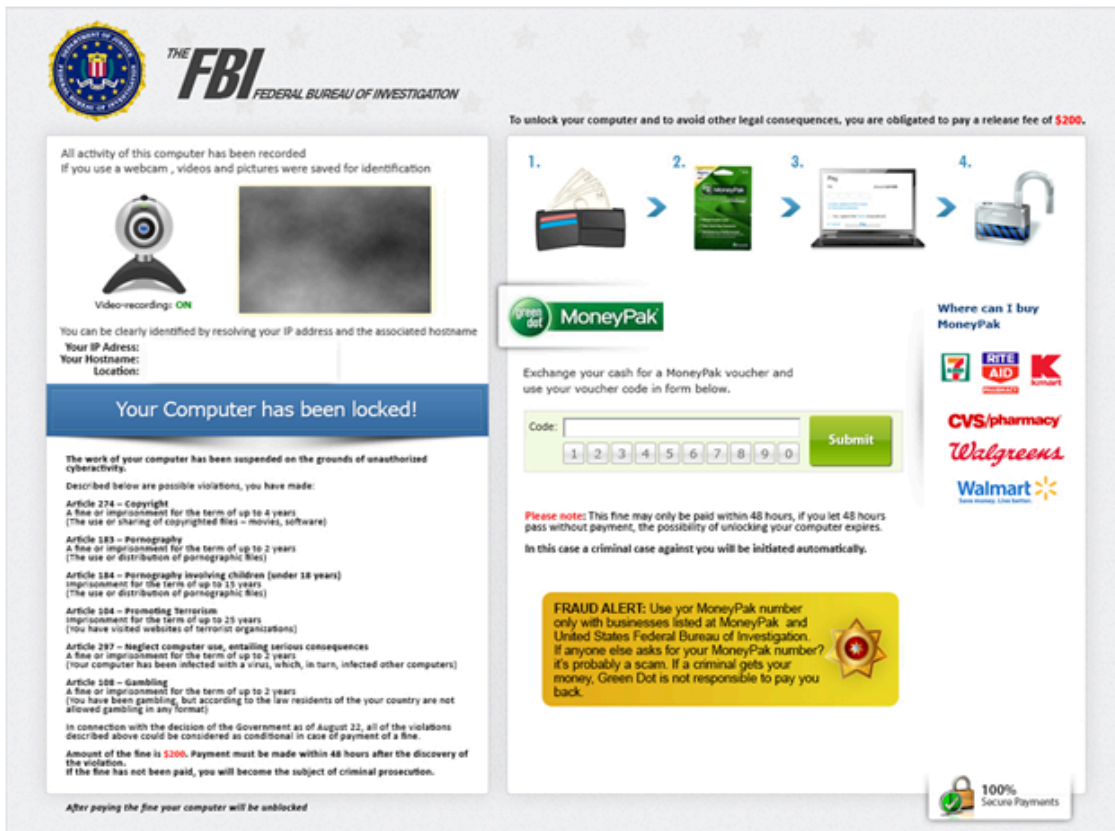 THE FBI FEDERAL BUREAU OF INVESTIGATION
To unlock your computer and to avoid other legal consequences, you are obligated to pay a release fee of $200.
All activity of this computer has been recorded
If you use a webcam , videos and pictures were saved for identification
Video-recording: ON
You can be clearly identified by resolving your IP address and the associated hostname
Your IP Adress:
Your Hostname:
Location:
Your Computer has been locked!
The work of your computer has been suspended on the grounds of unauthorized
cyberactivity.
Described below are possible violations, you have made:
Article 274 – Copyright
A fine or imprisonment for the term of up to 4 years
(The use or sharing of copyrighted files – movies, software)
Article 183 – Pornography
A fine or imprisonment for the term of up to 2 years
(The use or distribution of pornographic files)
Article 184 – Pornography involving children (under 18 years)
Imprisonment for the term of up to 15 years
(The use or distribution of pornographic files)
Article 104 – Promoting Terrorism
Imprisonment for the term of up to 25 years
(You have visited websites of terrorist organizations)
Article 297 – Neglect computer use, entailing serious consequences
A fine or imprisonment for the term of up to 2 years
(Your computer has been infected with a virus, which, in turn, infected other computers)
Article 108 – Gambling
A fine or imprisonment for the term of up to 2 years
(You have been gambling, but according to the law residents of the your country are not
allowed gambling in any format)
In connection with the decision of the Government as of August 22, all of the violations
described above could be considered as conditional in case of payment of a fine.
Amount of the fine is $200. Payment must be made within 48 hours after the discovery of
the violation.
If the fine has not been paid, you will become the subject of criminal prosecution.
After paying the fine your computer will be unblocked
1. 2. 3. 4.
MoneyPak
Pay
green dot MoneyPak
Exchange your cash for a MoneyPak voucher and
use your voucher code in form below.
Code:
1 2 3 4 5 6 7 8 9 0
Submit
Where can I buy
MoneyPak
RITE AID PHARMACY
kmart
CVS/pharmacy
Walgreens
Walmart
Save money. Live better.
Please note: This fine may only be paid within 48 hours, if you let 48 hours
pass without payment, the possibility of unlocking your computer expires.
In this case a criminal case against you will be initiated automatically.
FRAUD ALERT: Use yor MoneyPak number
only with businesses listed at MoneyPak and
United States Federal Bureau of Investigation.
If anyone else asks for your MoneyPak number?
it's probably a scam. If a criminal gets your
money, Green Dot is not responsible to pay you
back.
100%
Secure Payments